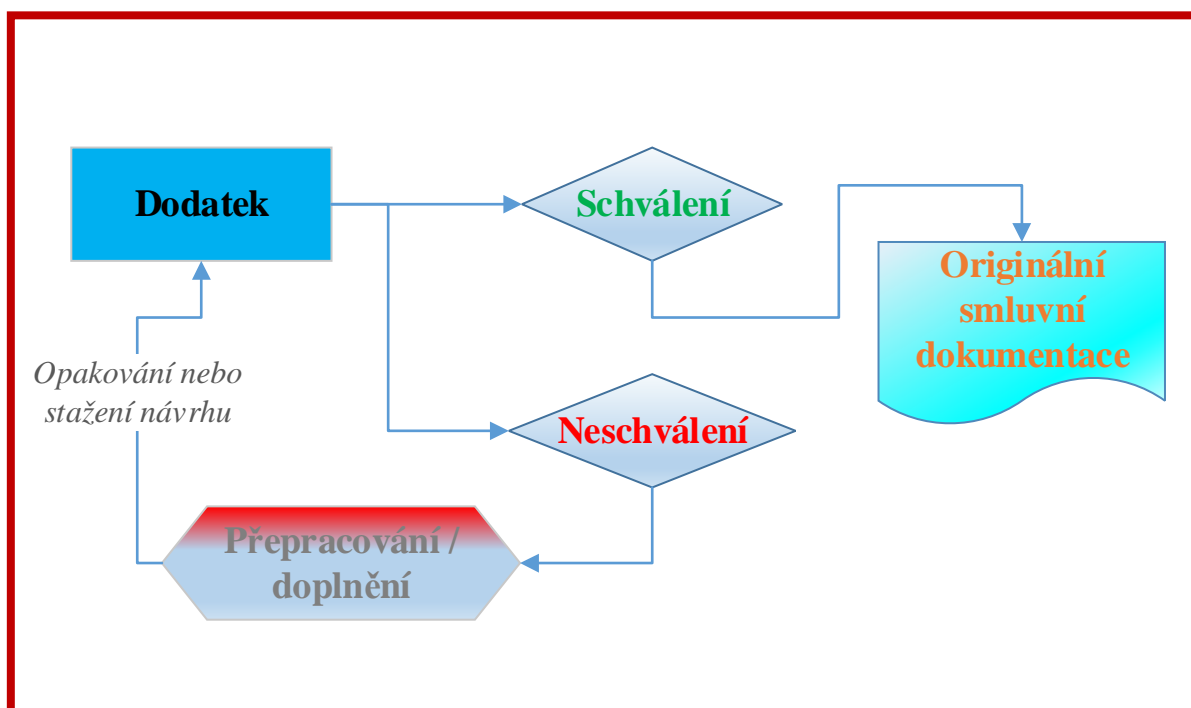 Dodatek
Schválení
Originální
smluvní
dokumentace
Opakování nebo
stažení návrhu
Neschválení
Přepracování /
doplnění